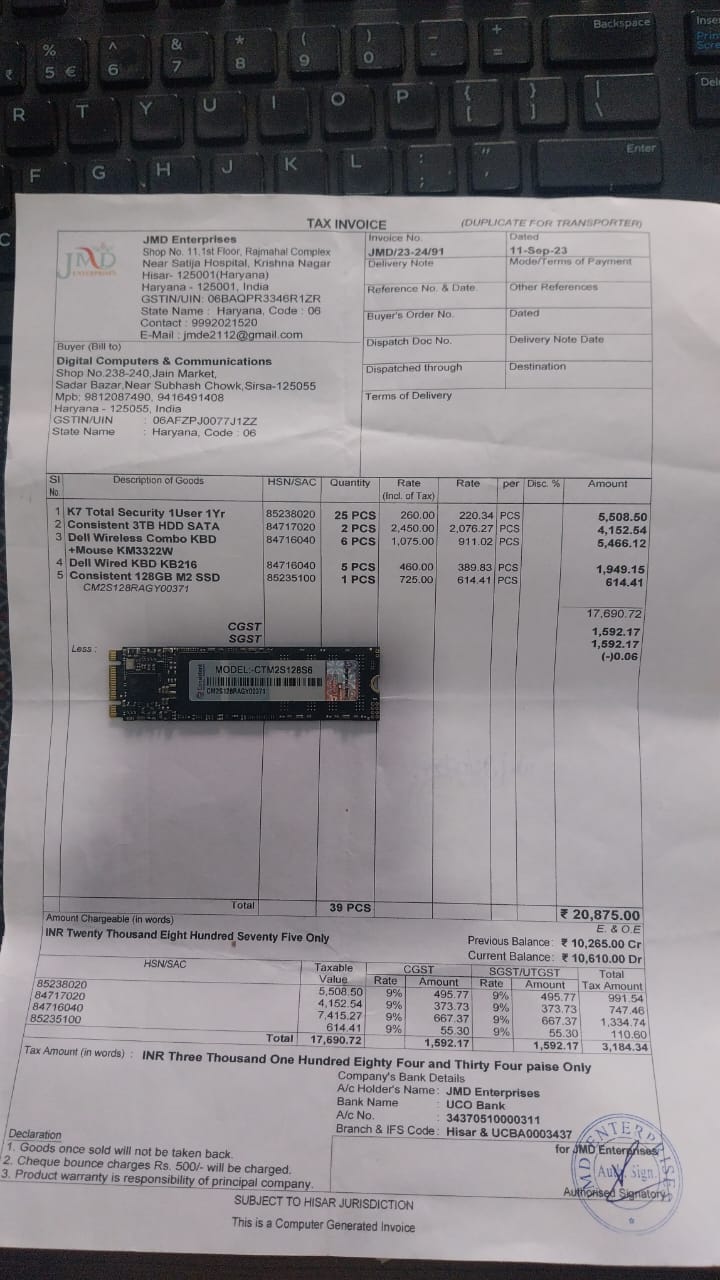 Backspace
% 5 €
^ 6
& 7
* 8
( 9
) 0
- -
+ =
₹
R T Y U I O P { [ } ] | \
F G H J K L : ; " '
Enter
TAX INVOICE
(DUPLICATE FOR TRANSPORTER)
JMD
ENTERPRISES
JMD Enterprises
Shop No. 11,1st Floor, Rajmahal Complex
Near Satija Hospital, Krishna Nagar
Hisar- 125001(Haryana)
Haryana - 125001, India
GSTIN/UIN: 06BAQPR3346R1ZR
State Name : Haryana, Code : 06
Contact : 9992021520
E-Mail : jmde2112@gmail.com
Invoice No.
JMD/23-24/91
Dated
11-Sep-23
Delivery Note
Mode/Terms of Payment
Reference No. & Date.
Other References
Buyer's Order No.
Dated
Dispatch Doc No.
Delivery Note Date
Dispatched through
Destination
Terms of Delivery
Buyer (Bill to)
Digital Computers & Communications
Shop No.238-240,Jain Market,
Sadar Bazar,Near Subhash Chowk,Sirsa-125055
Mpb; 9812087490, 9416491408
Haryana - 125055, India
GSTIN/UIN : 06AFZPJ0077J1ZZ
State Name : Haryana, Code : 06
Sl No. Description of Goods HSN/SAC Quantity Rate (Incl. of Tax) Rate per Disc. % Amount
1 K7 Total Security 1User 1Yr 85238020 25 PCS 260.00 220.34 PCS 5,508.50
2 Consistent 3TB HDD SATA 84717020 2 PCS 2,450.00 2,076.27 PCS 4,152.54
3 Dell Wireless Combo KBD 84716040 6 PCS 1,075.00 911.02 PCS 5,466.12
+Mouse KM3322W
4 Dell Wired KBD KB216 84716040 5 PCS 460.00 389.83 PCS 1,949.15
5 Consistent 128GB M2 SSD 85235100 1 PCS 725.00 614.41 PCS 614.41
CM2S128RAGY00371
17,690.72
CGST 1,592.17
SGST 1,592.17
Less : (-)0.06
Consistent
MODEL:-CTM2S128S6
CM2S128RAGY00371
Total 39 PCS ₹ 20,875.00
Amount Chargeable (in words) E. & O.E
INR Twenty Thousand Eight Hundred Seventy Five Only
Previous Balance: ₹ 10,265.00 Cr
Current Balance: ₹ 10,610.00 Dr
HSN/SAC Taxable Value CGST Rate Amount SGST/UTGST Rate Amount Total Tax Amount
85238020 5,508.50 9% 495.77 9% 495.77 991.54
84717020 4,152.54 9% 373.73 9% 373.73 747.46
84716040 7,415.27 9% 667.37 9% 667.37 1,334.74
85235100 614.41 9% 55.30 9% 55.30 110.60
Total 17,690.72 1,592.17 1,592.17 3,184.34
Tax Amount (in words) : INR Three Thousand One Hundred Eighty Four and Thirty Four paise Only
Company's Bank Details
A/c Holder's Name: JMD Enterprises
Bank Name : UCO Bank
A/c No. : 34370510000311
Branch & IFS Code : Hisar & UCBA0003437
Declaration
1. Goods once sold will not be taken back.
2. Cheque bounce charges Rs. 500/- will be charged.
3. Product warranty is responsibility of principal company.
for JMD Enterprises
JMD ENTERPRISES
Auth. Sign.
Authorised Signatory
SUBJECT TO HISAR JURISDICTION
This is a Computer Generated Invoice